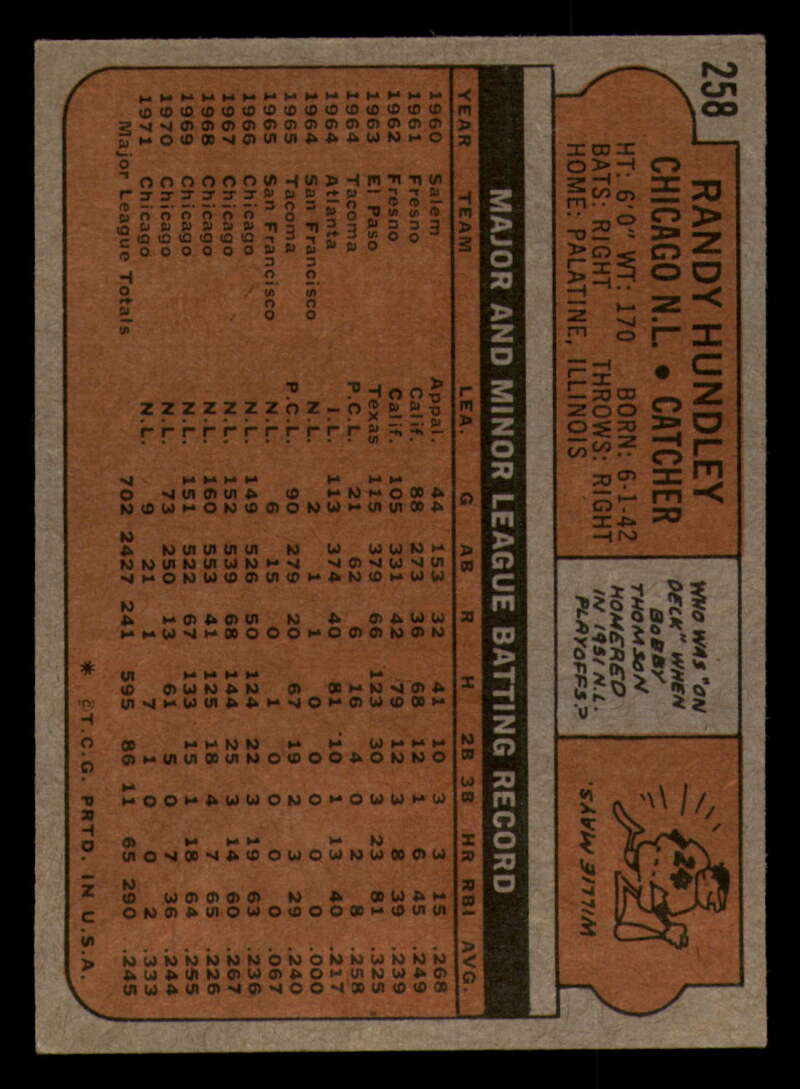 258
RANDY HUNDLEY
CHICAGO N.L. • CATCHER
HT: 6'0" WT: 170 BORN: 6-1-42
BATS: RIGHT THROWS: RIGHT
HOME: PALATINE, ILLINOIS
WHO WAS "ON
DECK" WHEN
BOBBY
THOMSON
HOMERED
IN 1951 N.L.
PLAYOFFS?
24
WILLIE MAYS.
MAJOR AND MINOR LEAGUE BATTING RECORD
YEAR TEAM LEA. G AB R H 2B 3B HR RBI AVG.
1960 Salem Appal. 44 153 32 41 10 3 3 15 .268
1961 Fresno Calif. 88 273 36 68 12 1 6 45 .249
1962 Fresno Calif. 105 331 42 79 12 3 8 39 .239
1963 El Paso Texas 115 379 66 123 30 3 23 81 .325
1964 Tacoma P.C.L. 21 62 6 16 4 0 2 8 .258
1964 Atlanta I.L. 113 374 40 81 10 1 13 40 .217
1964 San Francisco N.L. 2 1 1 0 0 0 0 0 .000
1965 Tacoma P.C.L. 90 279 20 67 19 2 3 29 .240
1965 San Francisco N.L. 6 15 0 1 0 0 0 0 .067
1966 Chicago N.L. 149 526 50 124 22 3 19 63 .236
1967 Chicago N.L. 152 539 68 144 25 3 14 60 .267
1968 Chicago N.L. 160 553 41 125 18 4 7 65 .226
1969 Chicago N.L. 151 522 67 133 15 1 18 64 .255
1970 Chicago N.L. 73 250 13 61 5 0 7 36 .244
1971 Chicago N.L. 9 21 1 7 1 0 0 2 .333
Major League Totals 702 2427 241 595 86 11 65 290 .245
* ©T.C.G. PRTD. IN U.S.A.